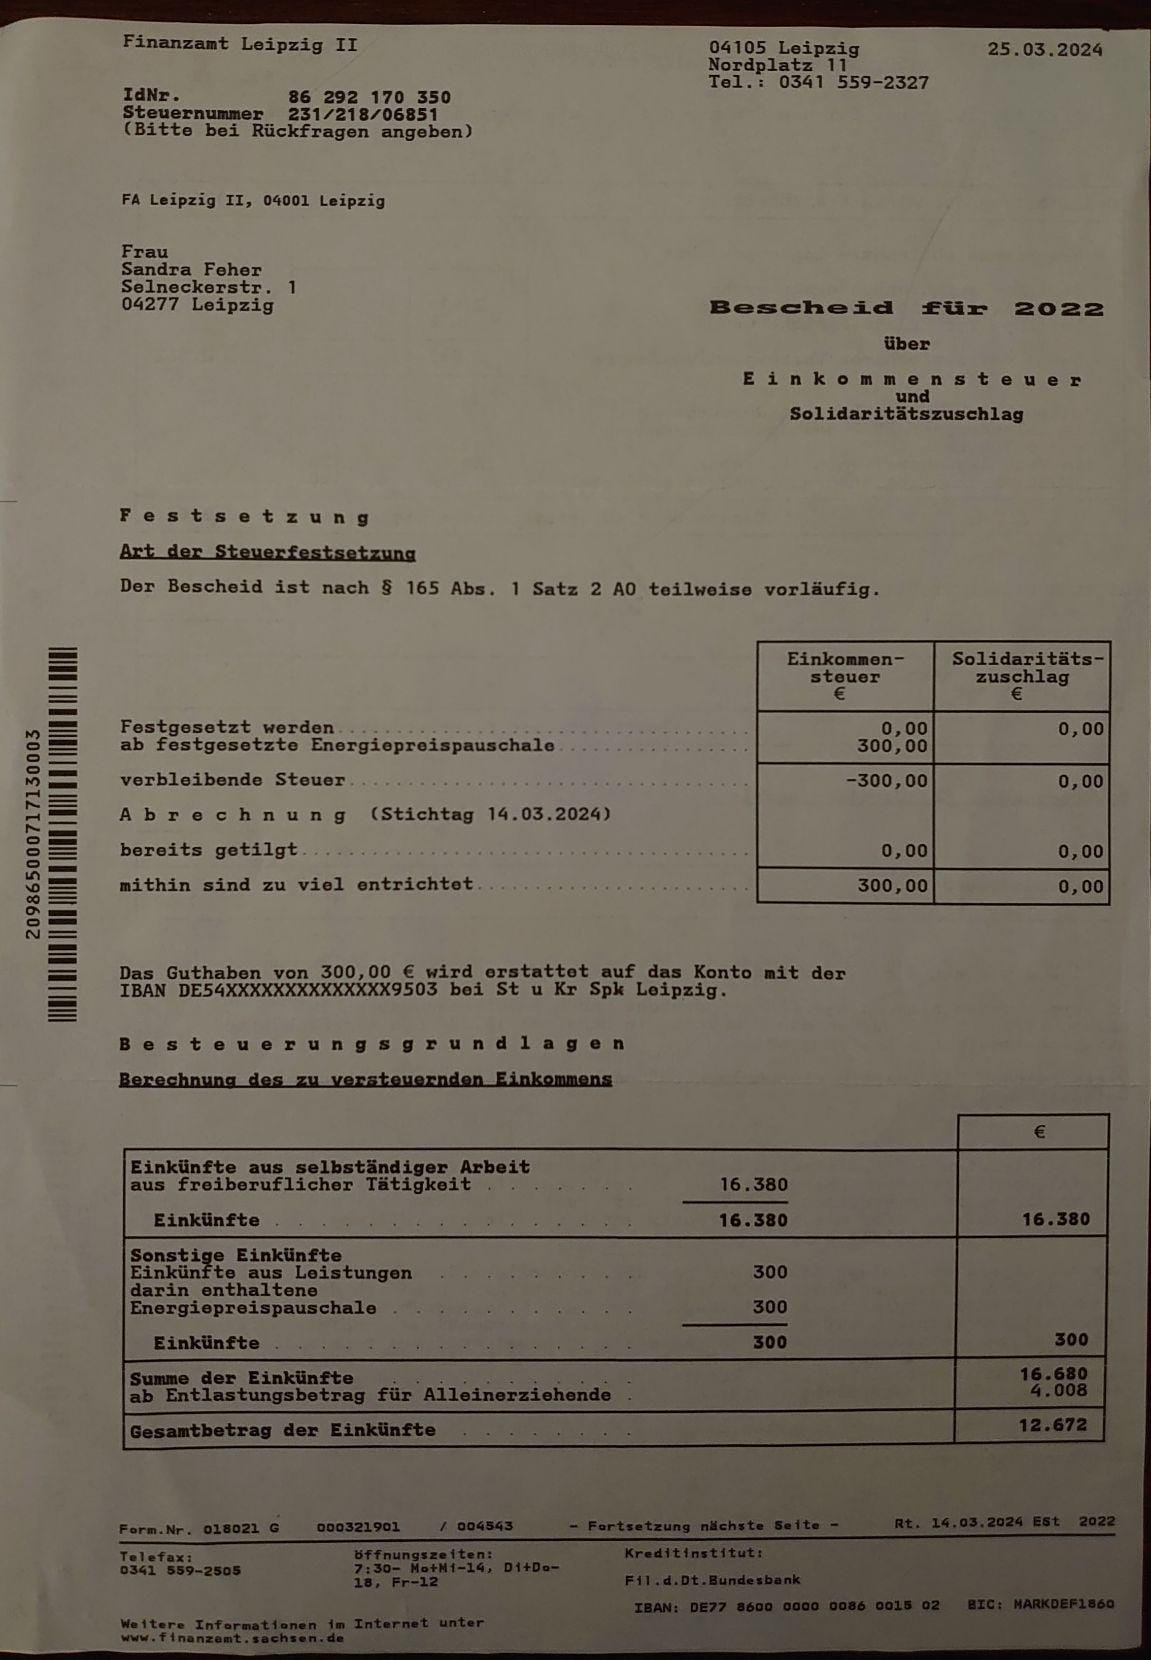 Finanzamt Leipzig II
04105 Leipzig 25.03.2024
Nordplatz 11
Tel.: 0341 559-2327
IdNr. 86 292 170 350
Steuernummer 231/218/06851
(Bitte bei Rückfragen angeben)
FA Leipzig II, 04001 Leipzig
Frau
Sandra Feher
Selneckerstr. 1
04277 Leipzig
Bescheid für 2022
über
Einkommensteuer
und
Solidaritätszuschlag
Festsetzung
Art der Steuerfestsetzung
Der Bescheid ist nach § 165 Abs. 1 Satz 2 AO teilweise vorläufig.
Einkommen-
steuer
€
Solidaritäts-
zuschlag
€
Festgesetzt werden 0,00 0,00
ab festgesetzte Energiepreispauschale 300,00
verbleibende Steuer -300,00 0,00
Abrechnung (Stichtag 14.03.2024)
bereits getilgt 0,00 0,00
mithin sind zu viel entrichtet 300,00 0,00
209865000717130003
Das Guthaben von 300,00 € wird erstattet auf das Konto mit der
IBAN DE54XXXXXXXXXXXXXX9503 bei St u Kr Spk Leipzig.
Besteuerungsgrundlagen
Berechnung des zu versteuernden Einkommens
€
Einkünfte aus selbständiger Arbeit
aus freiberuflicher Tätigkeit 16.380
Einkünfte 16.380 16.380
Sonstige Einkünfte
Einkünfte aus Leistungen 300
darin enthaltene
Energiepreispauschale 300
Einkünfte 300 300
Summe der Einkünfte 16.680
ab Entlastungsbetrag für Alleinerziehende 4.008
Gesamtbetrag der Einkünfte 12.672
Form.Nr. 018021 G 000321901 / 004543 - Fortsetzung nächste Seite - Rt. 14.03.2024 ESt 2022
Telefax:
0341 559-2505
Öffnungszeiten:
7:30- Mo+Mi-14, Di+Do-
18, Fr-12
Kreditinstitut:
Fil.d.Dt.Bundesbank
IBAN: DE77 8600 0000 0086 0015 02 BIC: MARKDEF1860
Weitere Informationen im Internet unter
www.finanzamt.sachsen.de